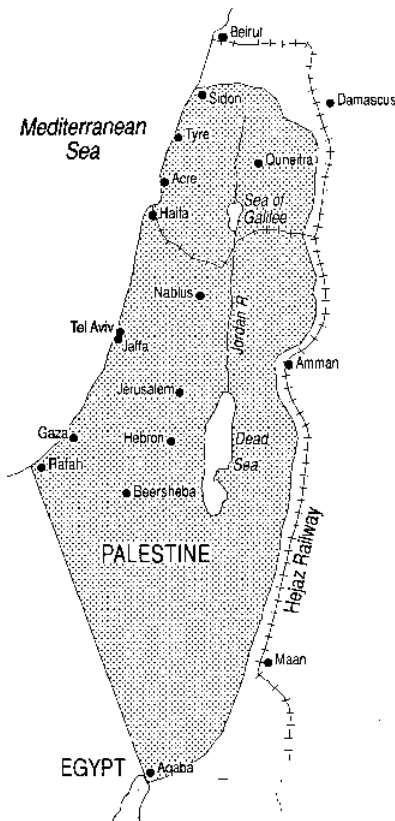 Beirut
Sidon
Damascus
Mediterranean
Sea
Tyre
Quneitra
Acre
Sea of
Galilee
Haifa
Nablus
Jordan R.
Tel Aviv
Jaffa
Amman
Jerusalem
Gaza
Hebron
Dead
Sea
Rafah
Beersheba
PALESTINE
Hejaz Railway
Maan
EGYPT
Aqaba